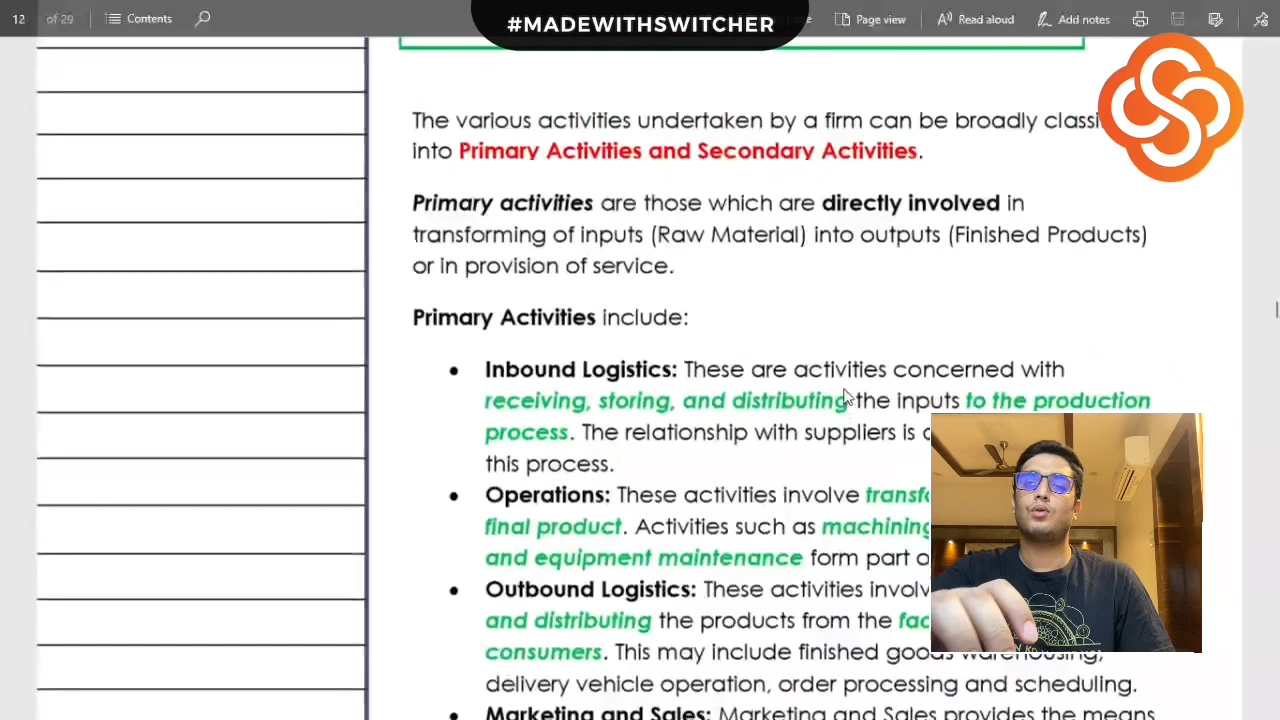 12 of 29 Contents Page view Read aloud Add notes
#MADEWITHSWITCHER
The various activities undertaken by a firm can be broadly
into Primary Activities and Secondary Activities.
Primary activities are those which are directly involved in
transforming of inputs (Raw Material) into outputs (Finished Products)
or in provision of service.
Primary Activities include:
• Inbound Logistics: These are activities concerned with
receiving, storing, and distributing the inputs to the production
process. The relationship with suppliers is
this process.
• Operations: These activities involve
final product. Activities such as machining
and equipment maintenance form part
• Outbound Logistics: These activities
and distributing the products from the
consumers. This may include finished goods warehousing,
delivery vehicle operation, order processing and scheduling.
• Marketing and Sales: Marketing and Sales provides the means